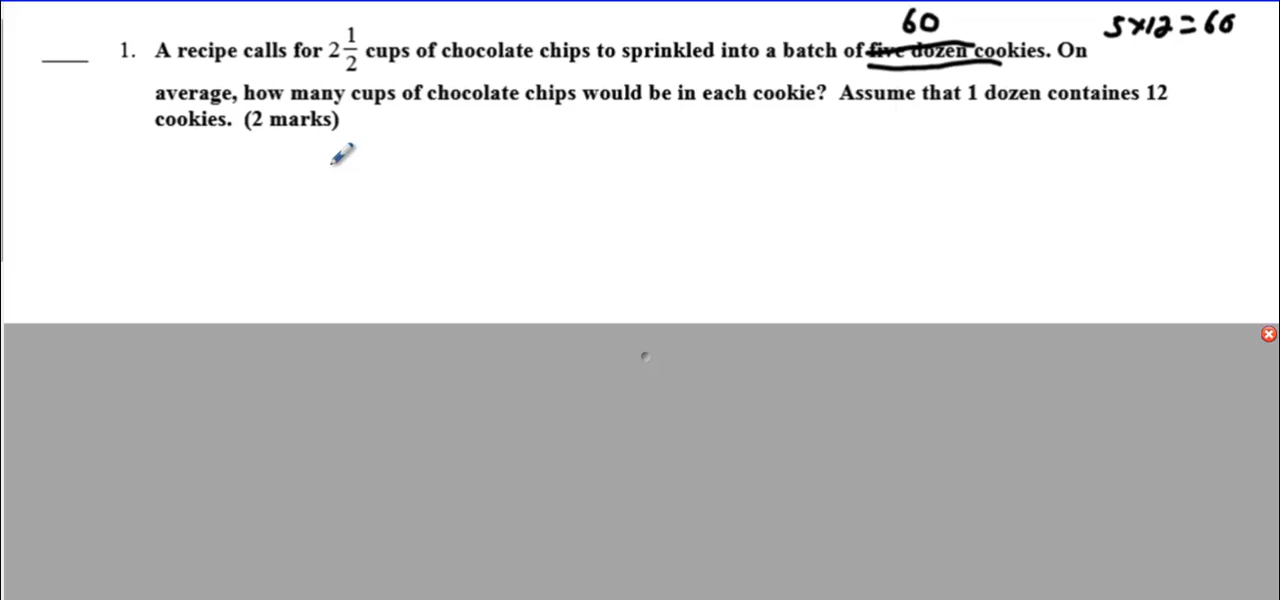 60 5×12=60
1. A recipe calls for 2 1/2 cups of chocolate chips to sprinkled into a batch of five dozen cookies. On
average, how many cups of chocolate chips would be in each cookie? Assume that 1 dozen containes 12
cookies. (2 marks)